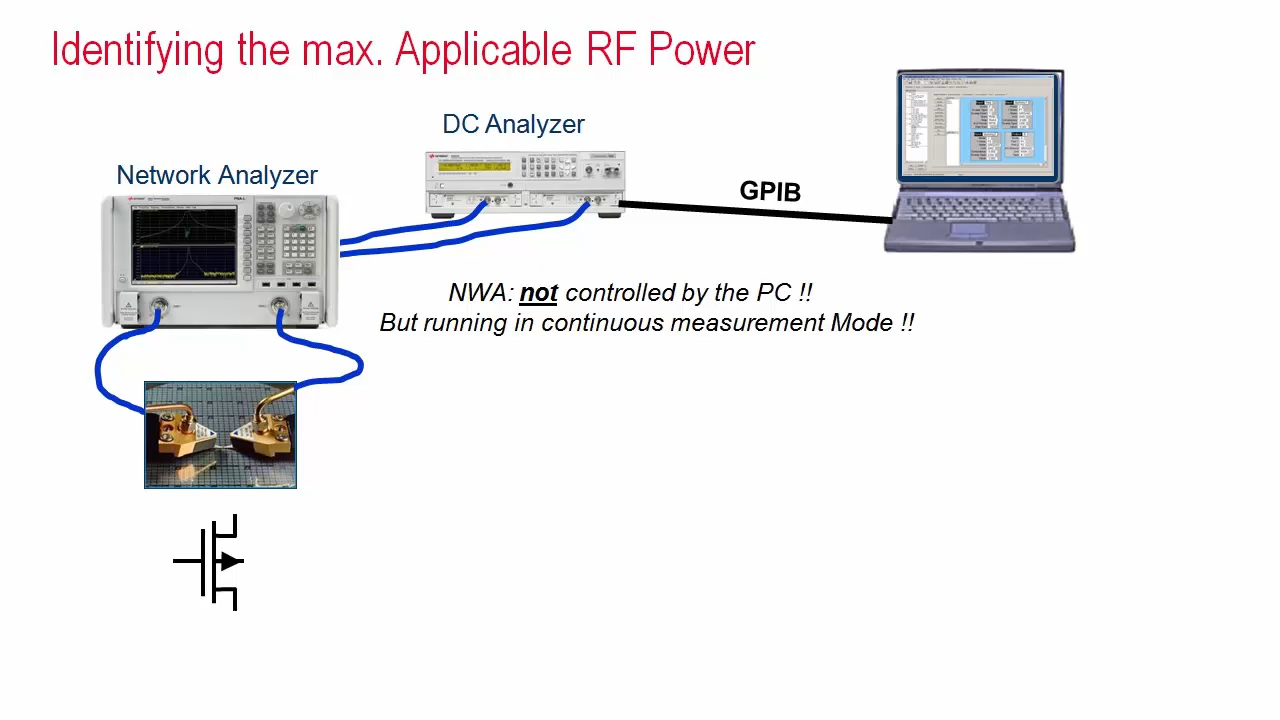 Identifying the max. Applicable RF Power
DC Analyzer
Network Analyzer
GPIB
NWA: not controlled by the PC !!
But running in continuous measurement Mode !!